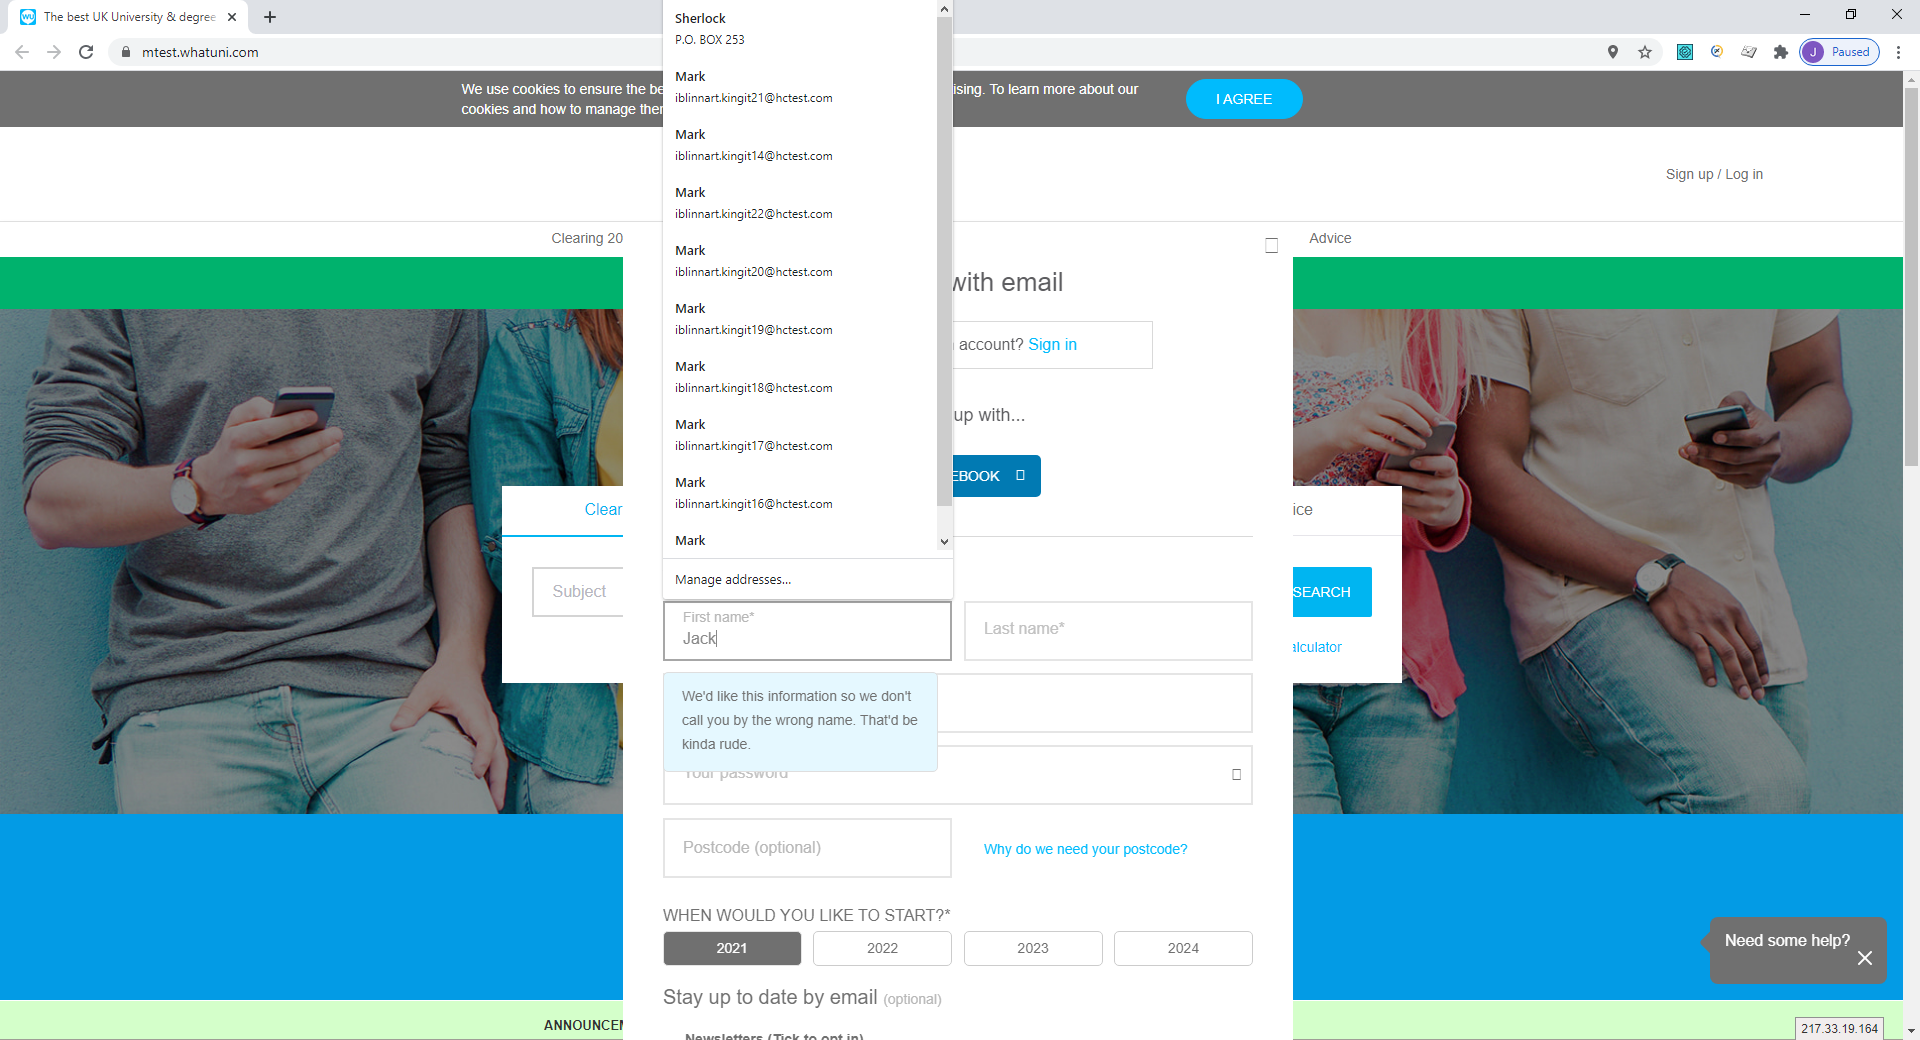 The best UK University & degree
mtest.whatuni.com
J Paused
We use cookies to ensure the be
ising. To learn more about our
cookies and how to manage ther
I AGREE
Sign up / Log in
Clearing 20
Advice
Sherlock
P.O. BOX 253
Mark
iblinnart.kingit21@hctest.com
Mark
iblinnart.kingit14@hctest.com
Mark
iblinnart.kingit22@hctest.com
Mark
iblinnart.kingit20@hctest.com
Mark
iblinnart.kingit19@hctest.com
Mark
iblinnart.kingit18@hctest.com
Mark
iblinnart.kingit17@hctest.com
Mark
iblinnart.kingit16@hctest.com
Mark
Manage addresses...
with email
account? Sign in
up with...
EBOOK
Clear
ice
Subject
SEARCH
alculator
First name*
Jack
Last name*
We'd like this information so we don't
call you by the wrong name. That'd be
kinda rude.
Your password
Postcode (optional)
Why do we need your postcode?
WHEN WOULD YOU LIKE TO START?*
2021
2022
2023
2024
Stay up to date by email (optional)
Newsletters (Tick to opt in)
Need some help?
ANNOUNCEM
217.33.19.164